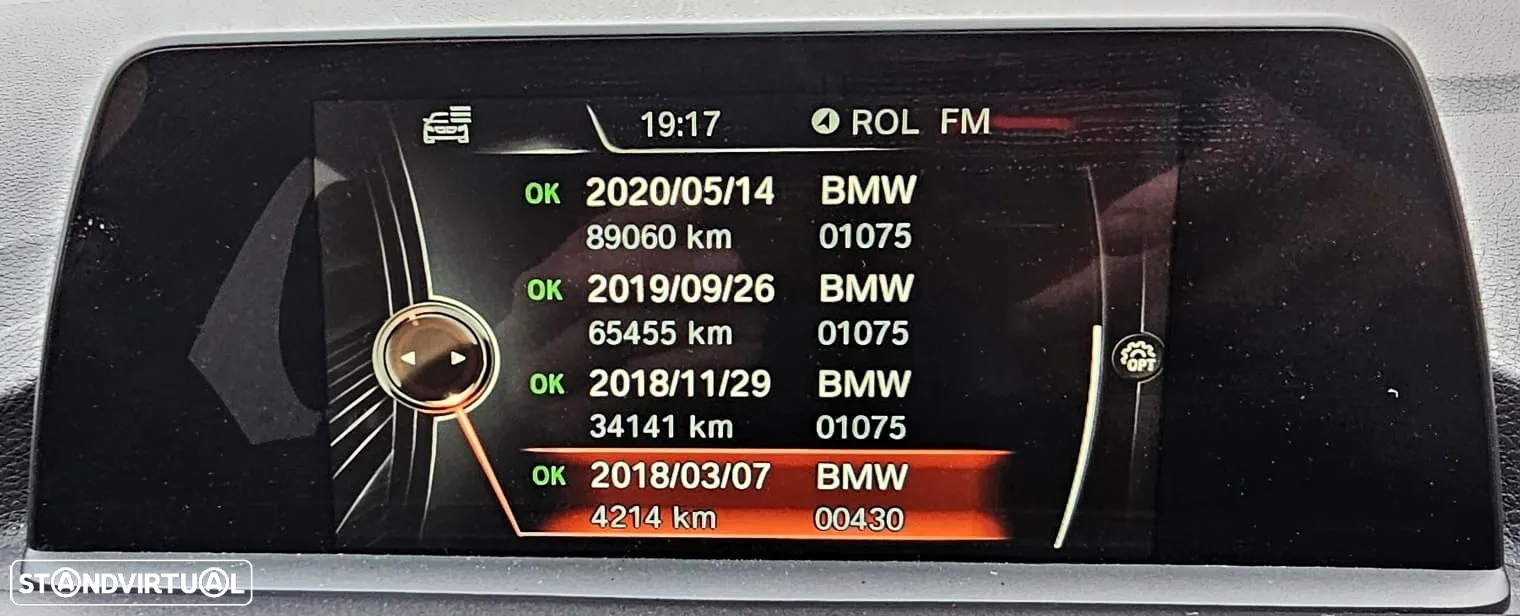 19:17 ROL FM
OK 2020/05/14 BMW
89060 km 01075
OK 2019/09/26 BMW
65455 km 01075
OK 2018/11/29 BMW
34141 km 01075
OPT
OK 2018/03/07 BMW
4214 km 00430
STANDVIRTUAL